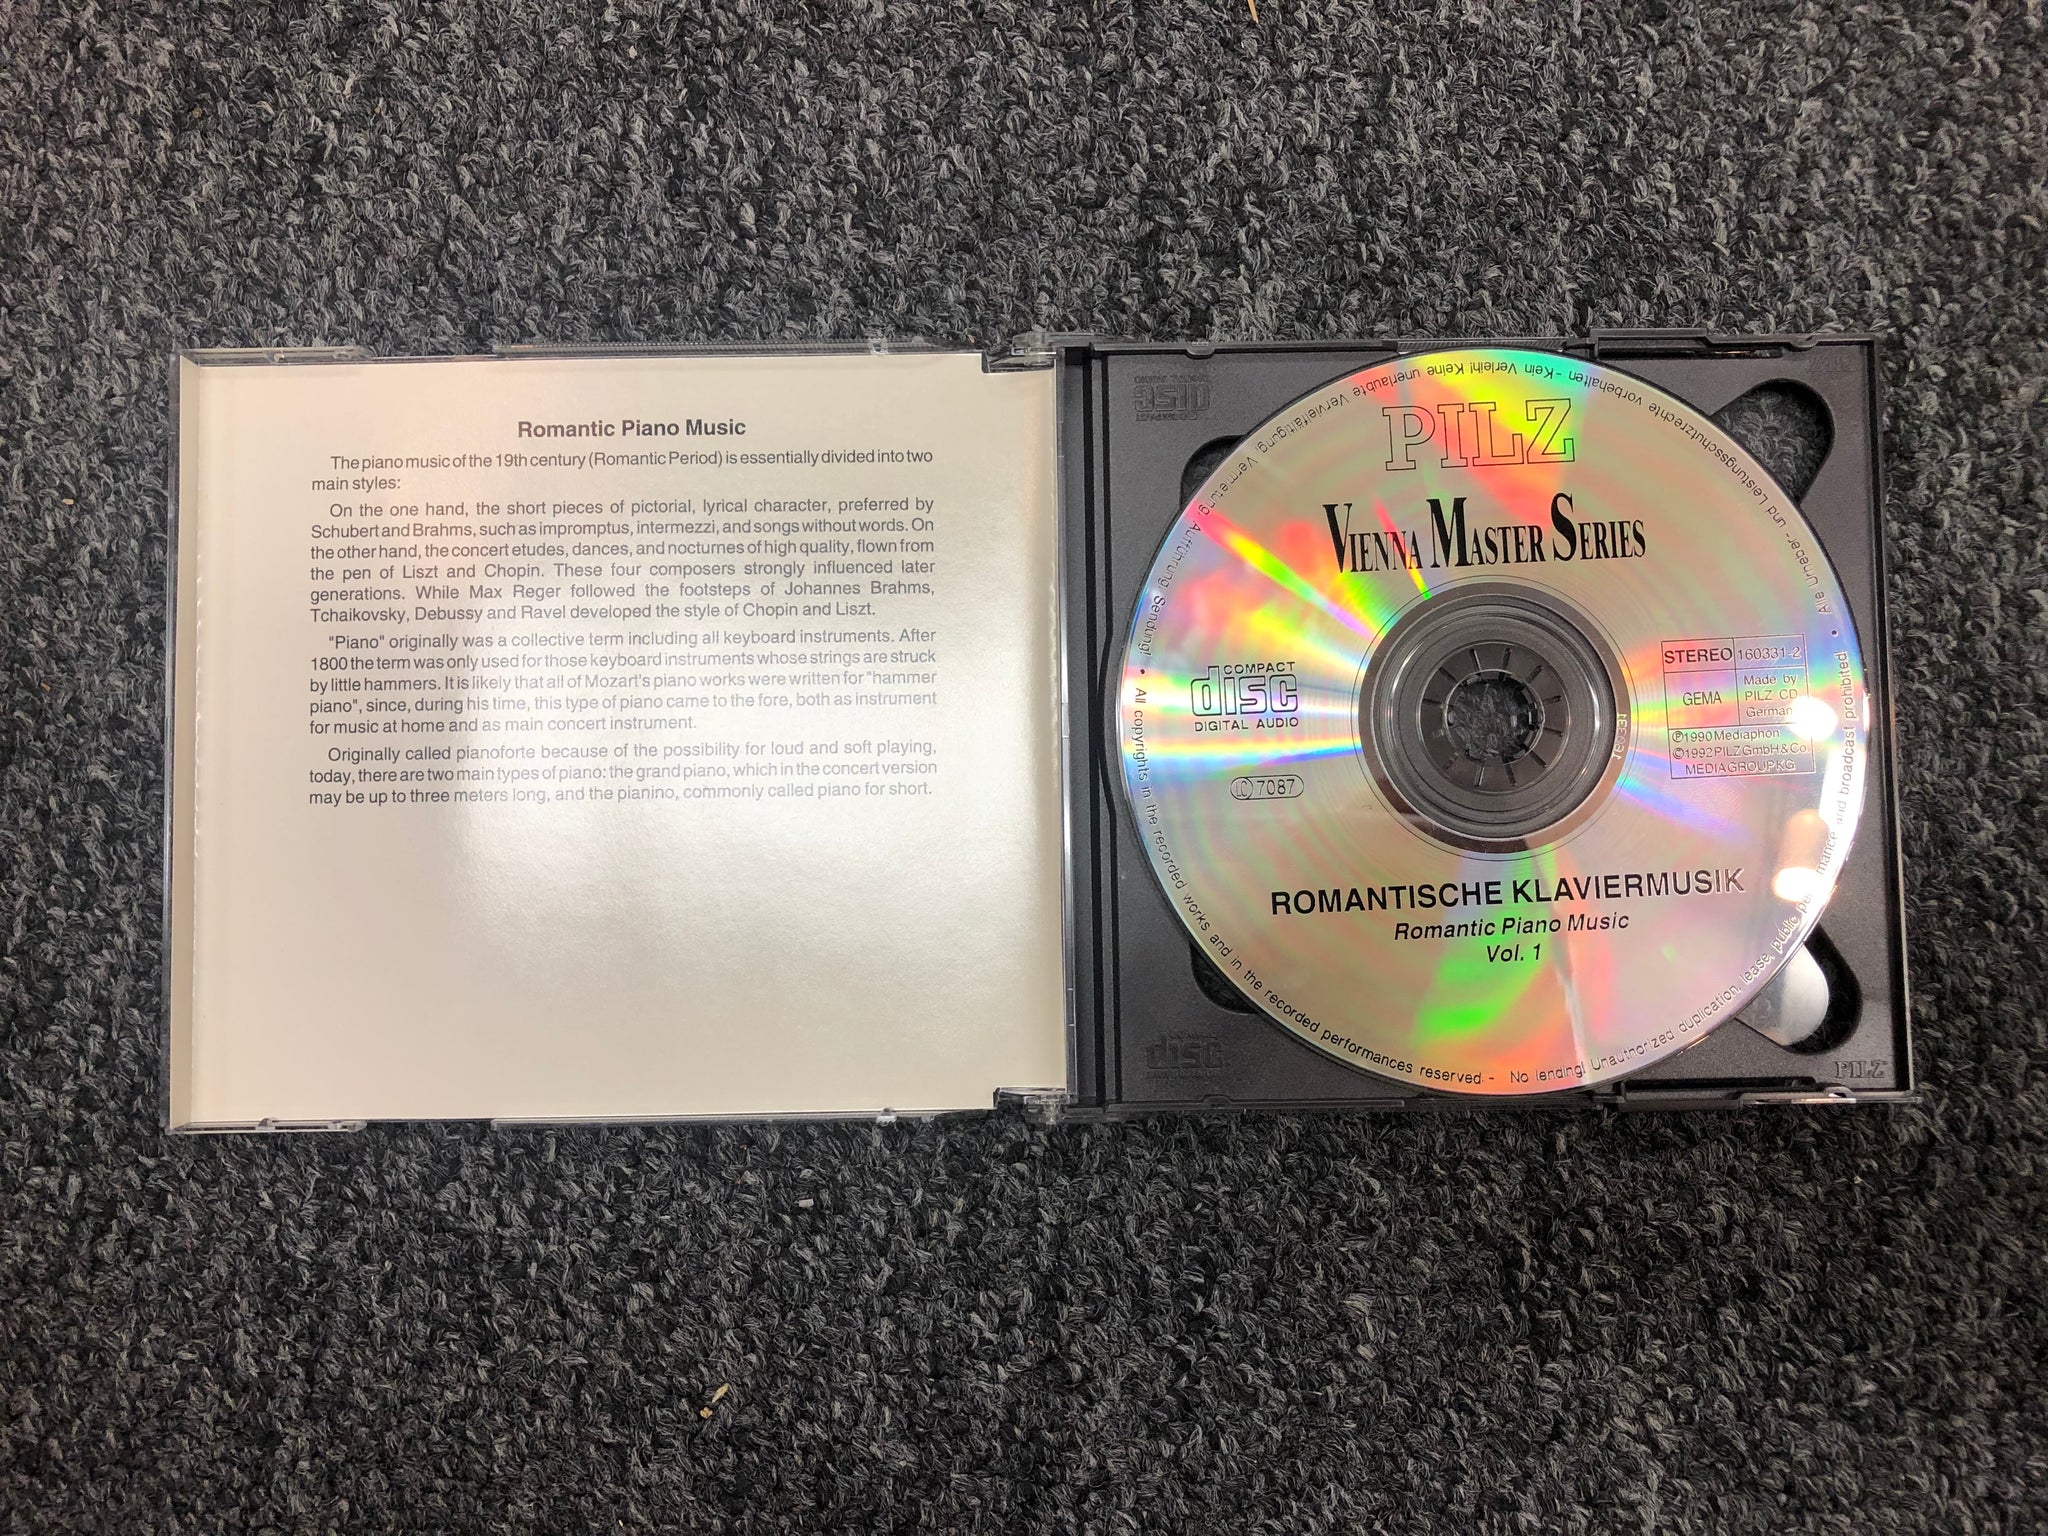 Romantic Piano Music
The piano music of the 19th century (Romantic Period) is essentially divided into two
main styles:
On the one hand, the short pieces of pictorial, lyrical character, preferred by
Schubert and Brahms, such as impromptus, intermezzi, and songs without words. On
the other hand, the concert etudes, dances, and nocturnes of high quality, flown from
the pen of Liszt and Chopin. These four composers strongly influenced later
generations. While Max Reger followed the footsteps of Johannes Brahms,
Tchaikovsky, Debussy and Ravel developed the style of Chopin and Liszt.
"Piano" originally was a collective term including all keyboard instruments. After
1800 the term was only used for those keyboard instruments whose strings are struck
by little hammers. It is likely that all of Mozart's piano works were written for "hammer
piano", since, during his time, this type of piano came to the fore, both as instrument
for music at home and as main concert instrument.
Originally called pianoforte because of the possibility for loud and soft playing,
today, there are two main types of piano: the grand piano, which in the concert version
may be up to three meters long, and the pianino, commonly called piano for short.
PILZ
VIENNA MASTER SERIES
COMPACT
disc
DIGITAL AUDIO
LC 7087
STEREO 160331-2
GEMA
Made by
PILZ CD
Germany
Ⓟ1990 Mediaphon
©1992 PILZ GmbH & Co.
MEDIAGROUP KG
160331
ROMANTISCHE KLAVIERMUSIK
Romantic Piano Music
Vol. 1
Alle Urheber- und Leistungsschutzrechte vorbehalten - Kein Verleih! Keine unerlaubte Vervielfältigung, Vermietung, Aufführung, Sendung!
All copyrights in the recorded works and in the recorded performances reserved. - No lending! Unauthorized duplication, lease, public performance and broadcast prohibited!
disc
disc
PILZ